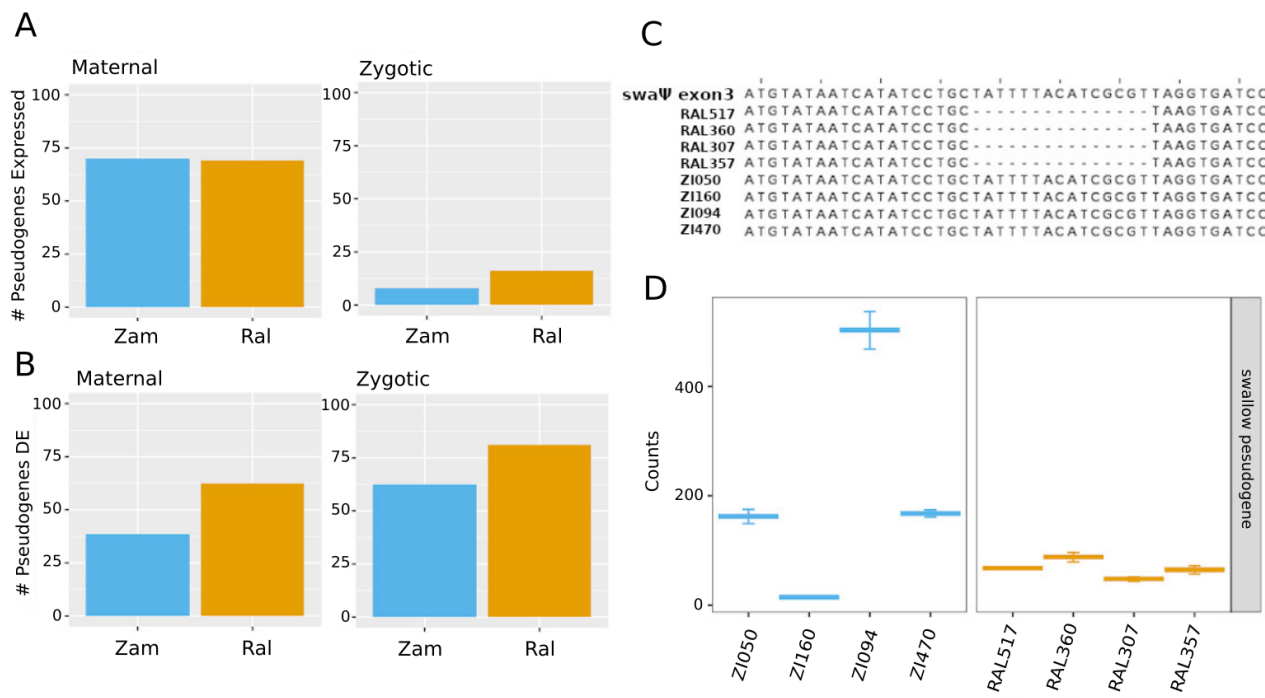 A
Maternal
100
75
50
25
0
# Pseudogenes Expressed
Zam Ral
Zygotic
100
75
50
25
0
Zam Ral
B
Maternal
100
75
50
25
0
# Pseudogenes DE
Zam Ral
Zygotic
100
75
50
25
0
Zam Ral
C
swaΨ exon3 ATGTATAATCATATCCTGCTATTTTACATCGCGTTAGGTGATCC
RAL517 ATGTATAATCATATCCTGC---------------TAAGTGATCC
RAL360 ATGTATAATCATATCCTGC---------------TAAGTGATCC
RAL307 ATGTATAATCATATCCTGC---------------TAAGTGATCC
RAL357 ATGTATAATCATATCCTGC---------------TAAGTGATCC
ZI050 ATGTATAATCATATCCTGCTATTTTACATCGCGTTAGGTGATCC
ZI160 ATGTATAATCATATCCTGCTATTTTACATCGCGTTAGGTGATCC
ZI094 ATGTATAATCATATCCTGCTATTTTACATCGCGTTAGGTGATCC
ZI470 ATGTATAATCATATCCTGCTATTTTACATCGCGTTAGGTGATCC
D
Counts
400
200
0
ZI050 ZI160 ZI094 ZI470
RAL517 RAL360 RAL307 RAL357
swallow pesudogene